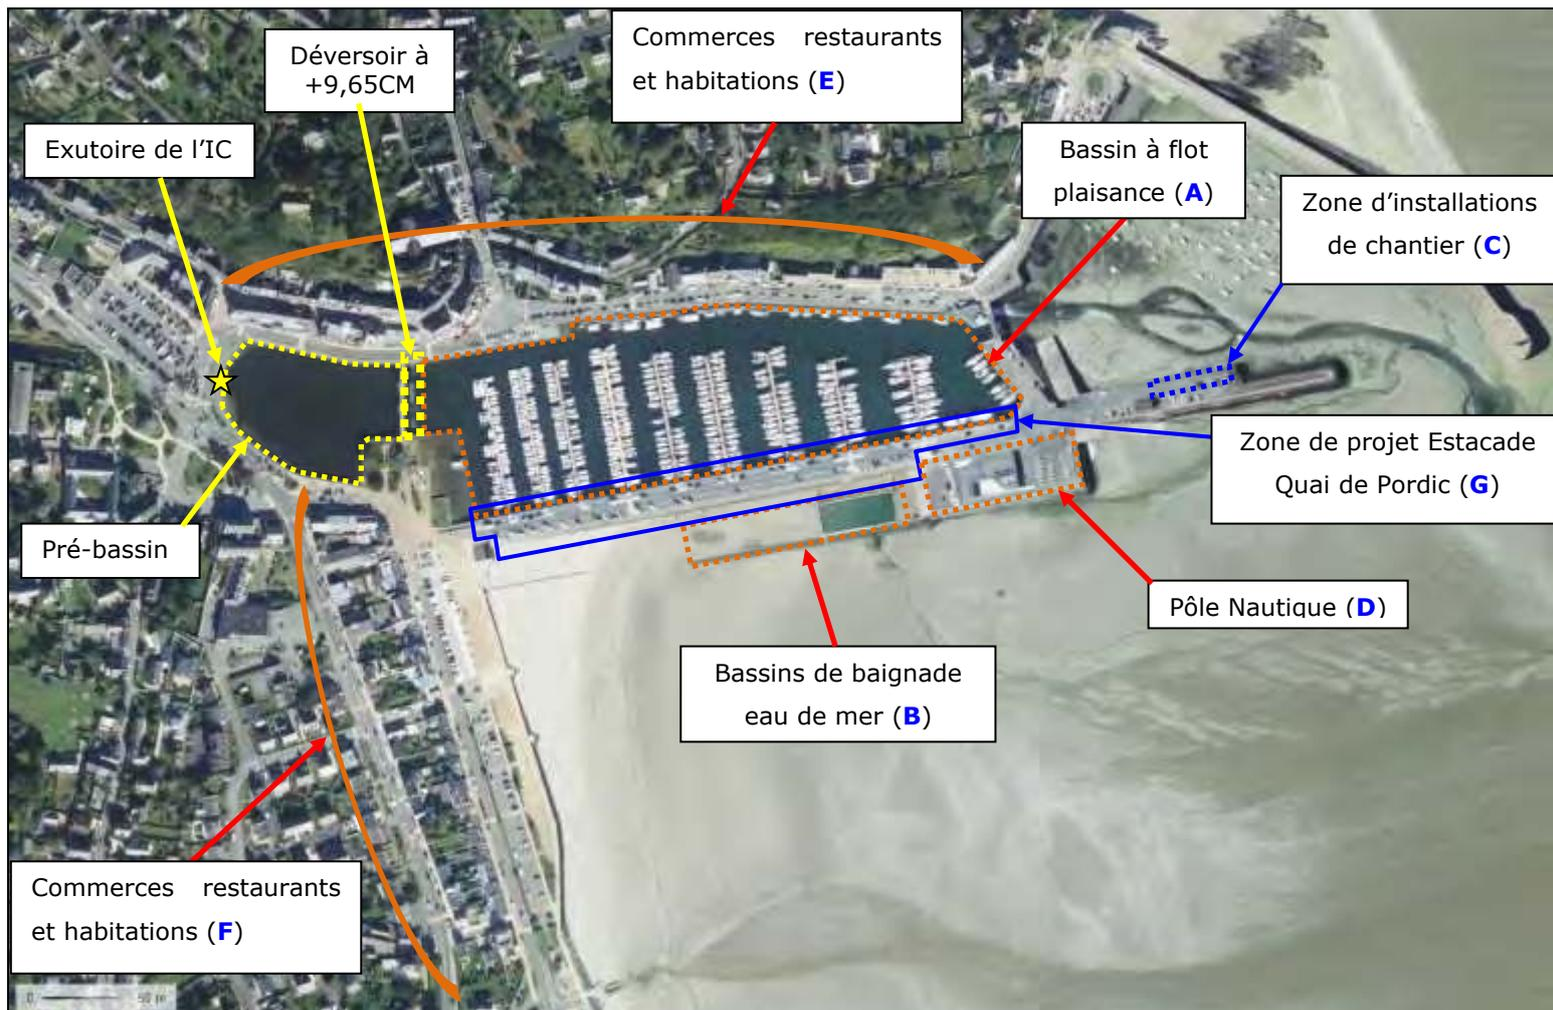 Commerces restaurants
et habitations (E)
Déversoir à
+9,65CM
Exutoire de l'IC
Bassin à flot
plaisance (A)
Zone d'installations
de chantier (C)
Zone de projet Estacade
Quai de Pordic (G)
Pré-bassin
Pôle Nautique (D)
Bassins de baignade
eau de mer (B)
Commerces restaurants
et habitations (F)
0 50 m